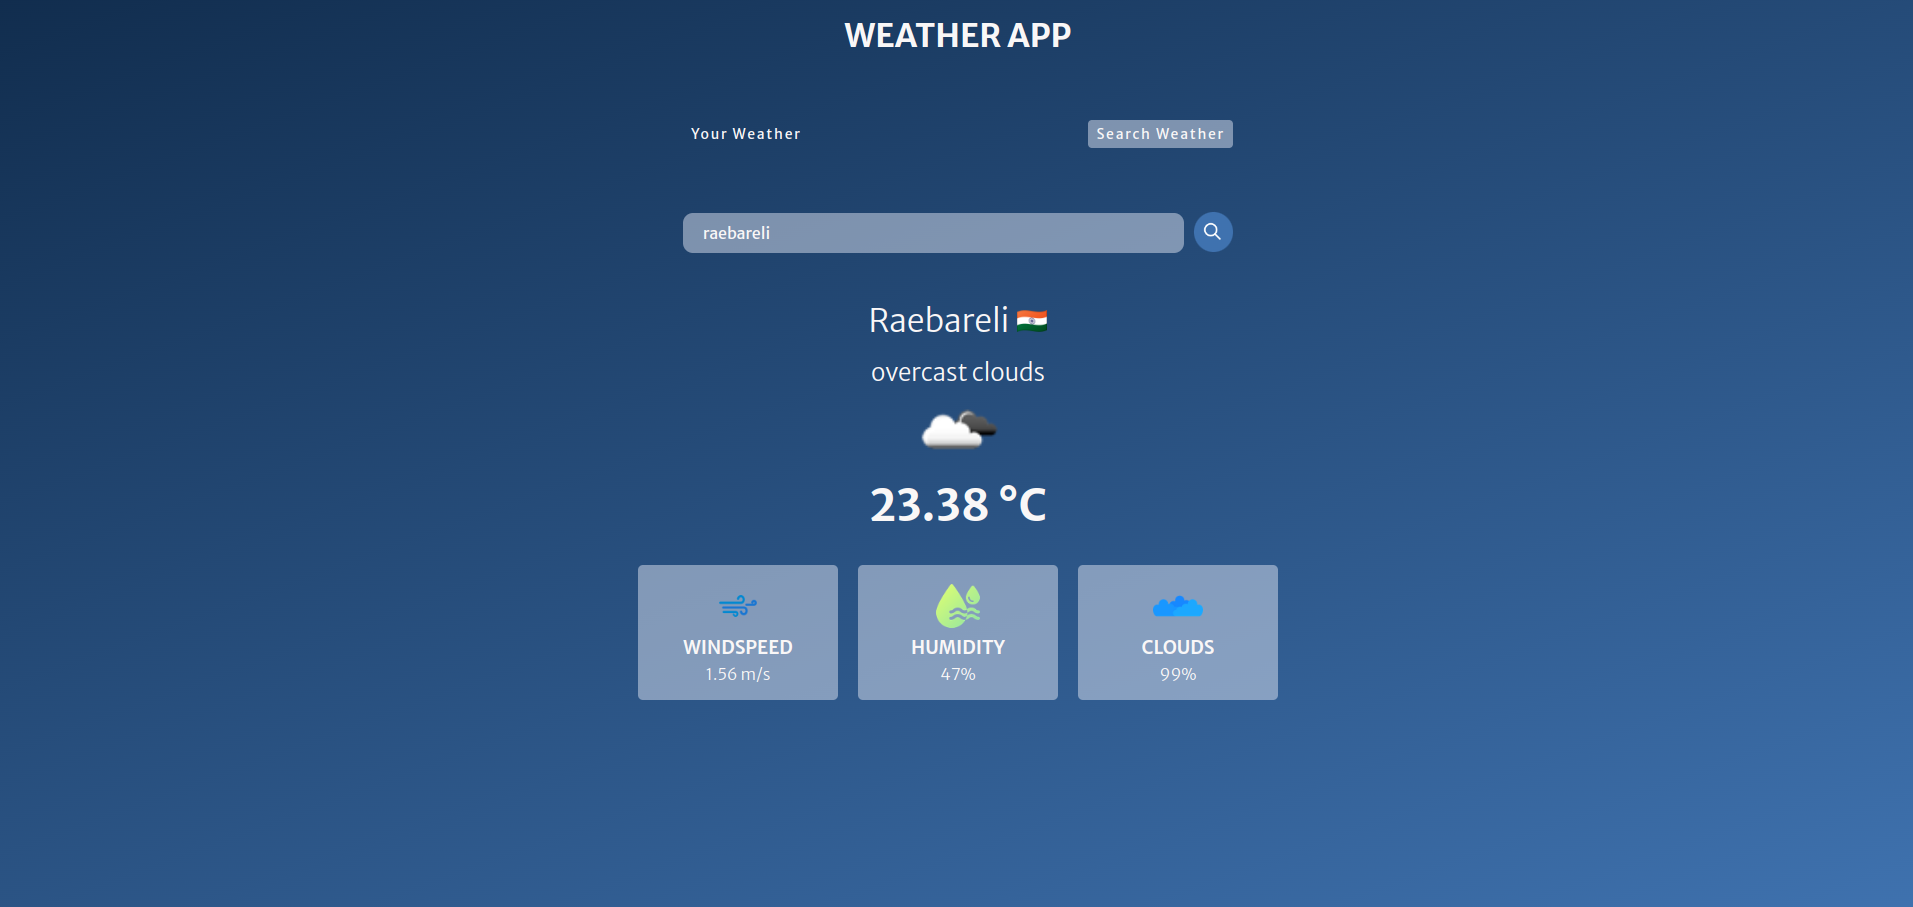 WEATHER APP
Your Weather
Search Weather
raebareli
Raebareli
overcast clouds
23.38 °C
WINDSPEED
1.56 m/s
HUMIDITY
47%
CLOUDS
99%